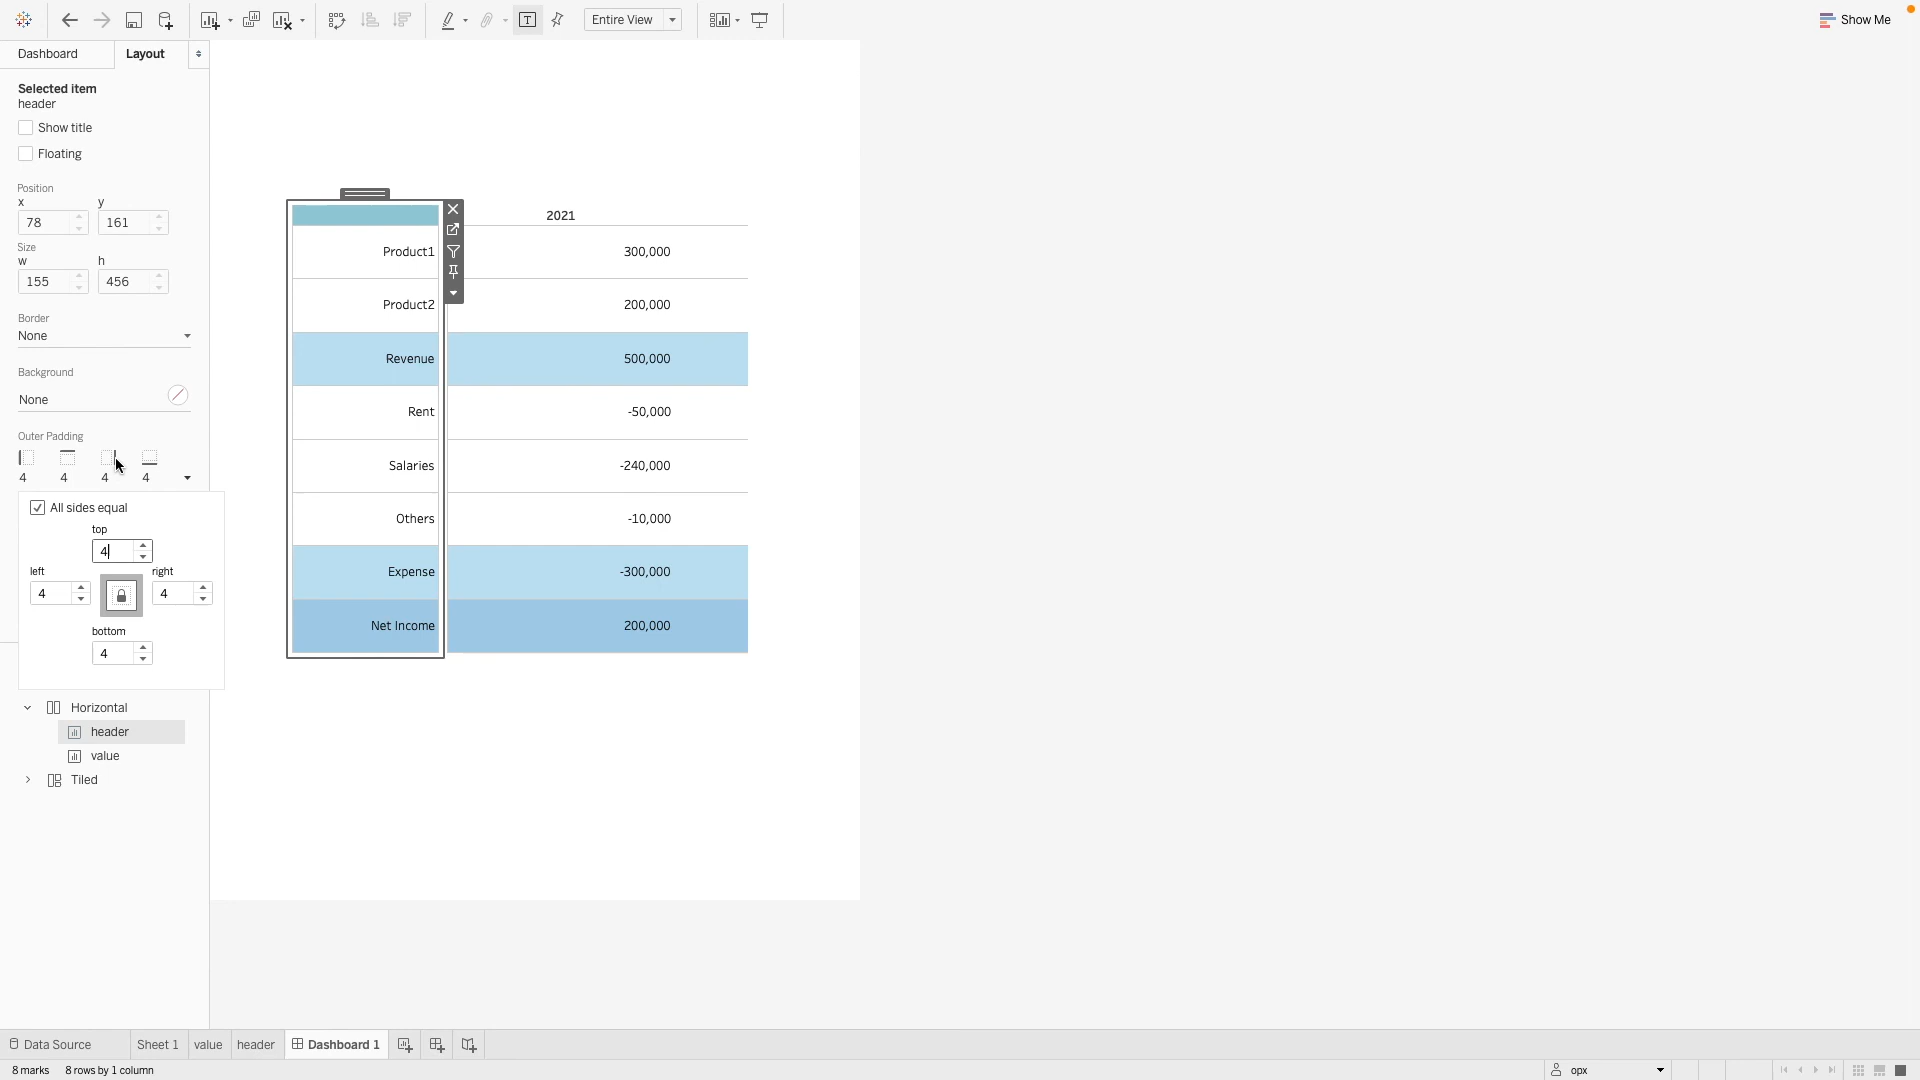 Entire View
Show Me
Dashboard
Layout
Selected item
header
Show title
Floating
Position
x y
78 161
Size
w h
155 456
Border
None
Background
None
Outer Padding
4 4 4 4
All sides equal
top
4
left right
4 4
bottom
4
Horizontal
header
value
Tiled
2021
Product1 300,000
Product2 200,000
Revenue 500,000
Rent -50,000
Salaries -240,000
Others -10,000
Expense -300,000
Net Income 200,000
Data Source Sheet 1 value header Dashboard 1
8 marks 8 rows by 1 column opx